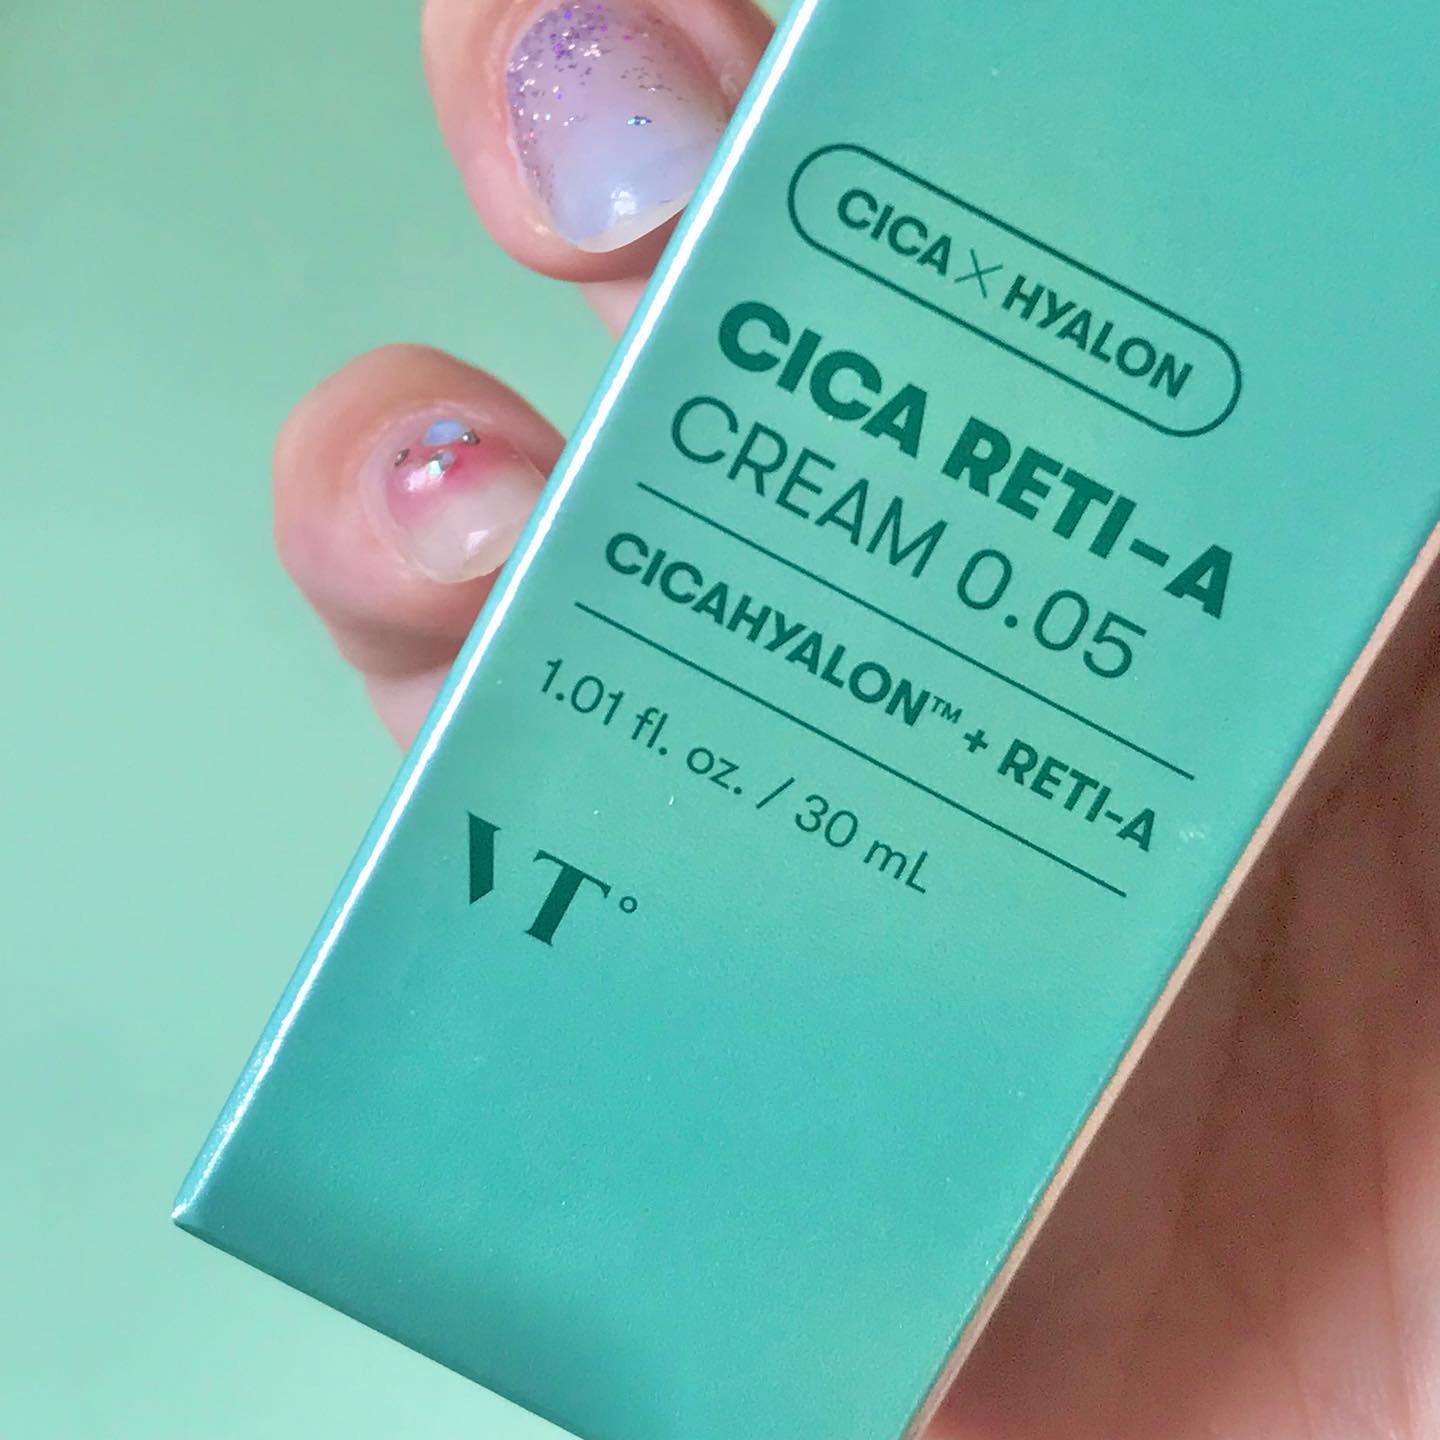 CICA X HYALON
CICA RETI-A
CREAM 0.05
CICAHYALON™ + RETI-A
1.01 fl. oz. / 30 mL
VT°